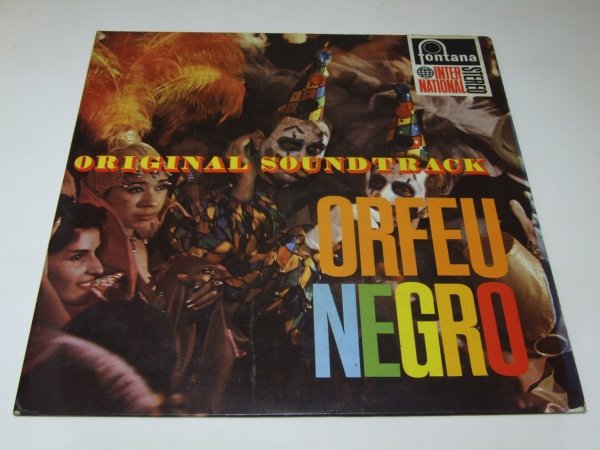 fontana
INTER
NATIONAL
STEREO
ORIGINAL SOUNDTRACK
ORFEU
NEGRO